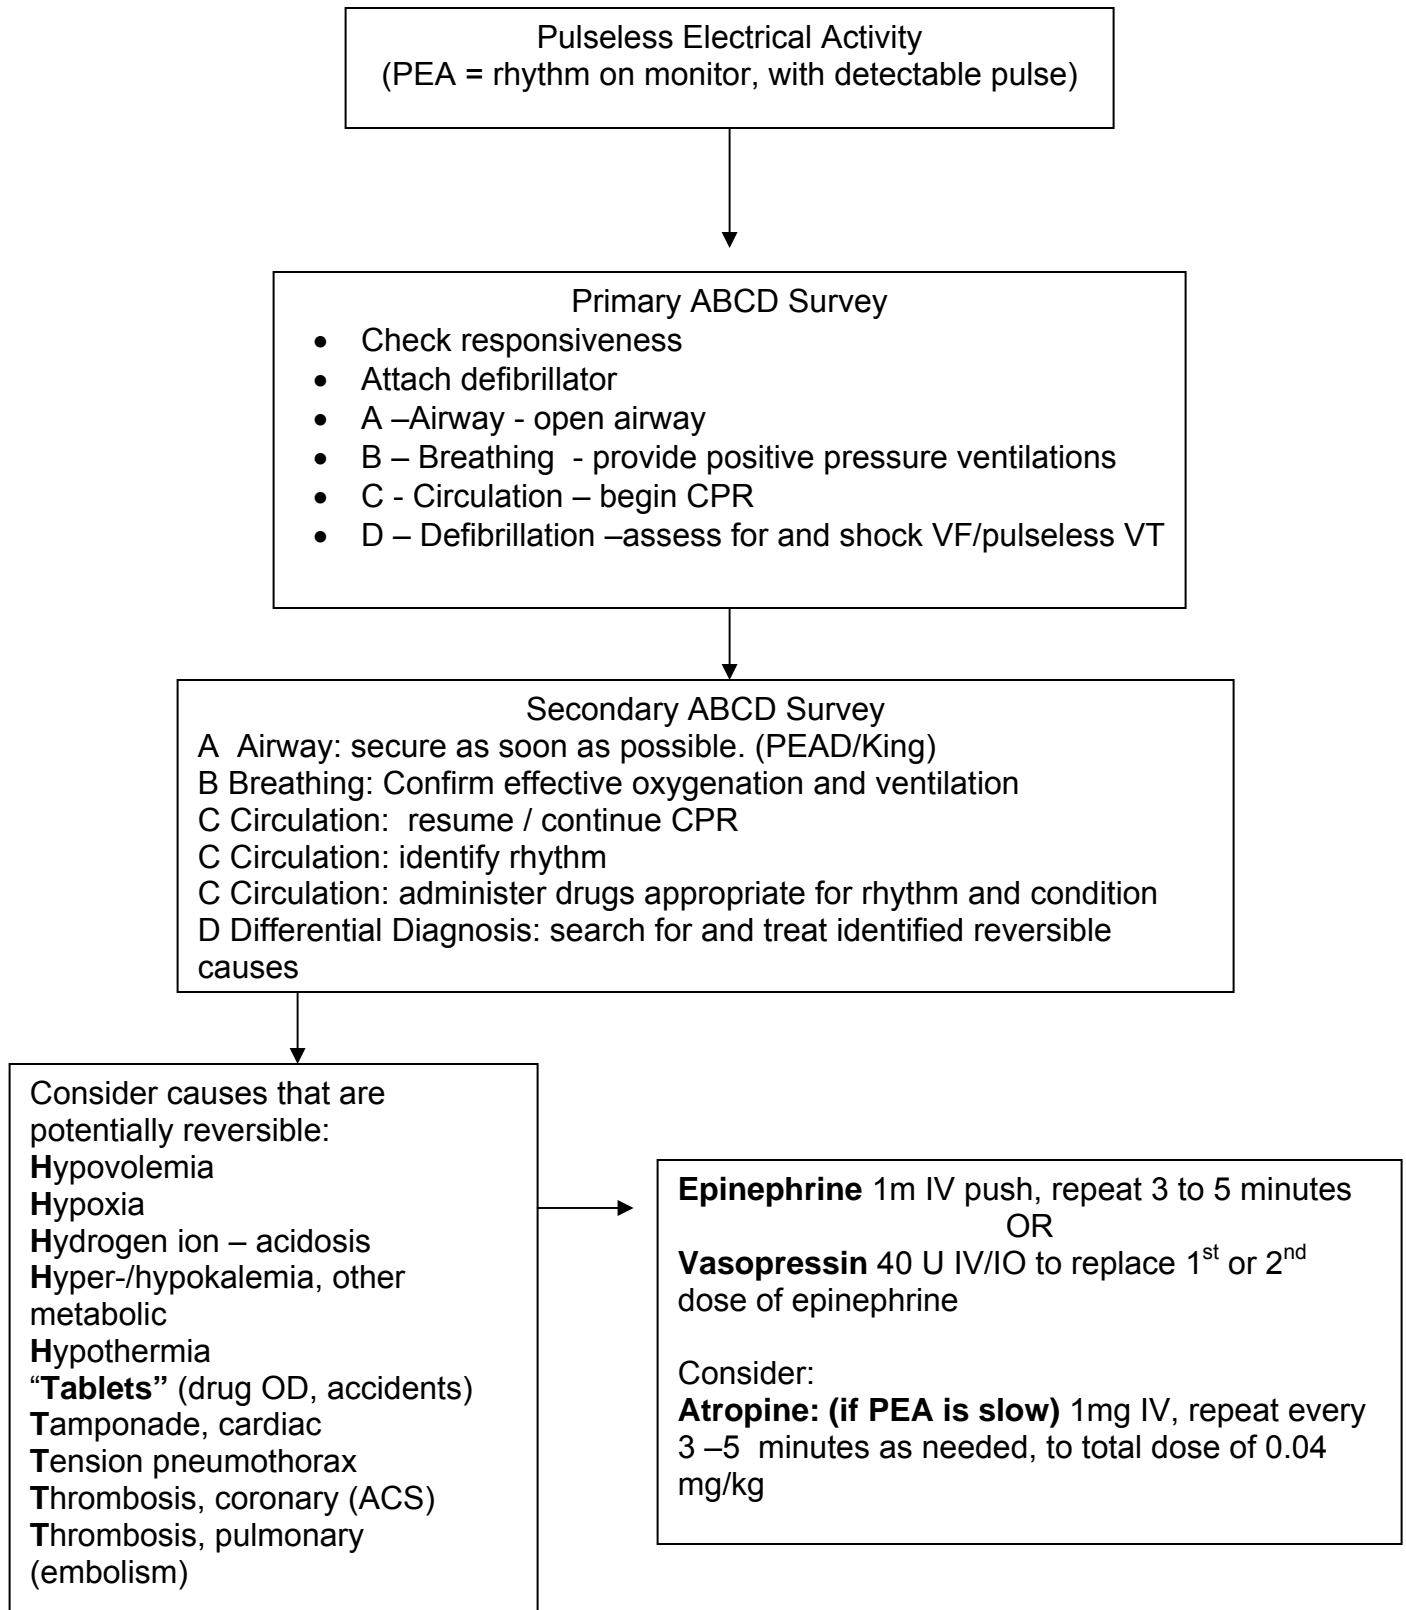 Pulseless Electrical Activity
(PEA = rhythm on monitor, with detectable pulse)
Primary ABCD Survey
• Check responsiveness
• Attach defibrillator
• A –Airway - open airway
• B – Breathing - provide positive pressure ventilations
• C - Circulation – begin CPR
• D – Defibrillation –assess for and shock VF/pulseless VT
Secondary ABCD Survey
A Airway: secure as soon as possible. (PEAD/King)
B Breathing: Confirm effective oxygenation and ventilation
C Circulation: resume / continue CPR
C Circulation: identify rhythm
C Circulation: administer drugs appropriate for rhythm and condition
D Differential Diagnosis: search for and treat identified reversible
causes
Consider causes that are
potentially reversible:
Hypovolemia
Hypoxia
Hydrogen ion – acidosis
Hyper-/hypokalemia, other
metabolic
Hypothermia
“Tablets” (drug OD, accidents)
Tamponade, cardiac
Tension pneumothorax
Thrombosis, coronary (ACS)
Thrombosis, pulmonary
(embolism)
Epinephrine 1m IV push, repeat 3 to 5 minutes
OR
Vasopressin 40 U IV/IO to replace 1st or 2nd
dose of epinephrine
Consider:
Atropine: (if PEA is slow) 1mg IV, repeat every
3 –5 minutes as needed, to total dose of 0.04
mg/kg